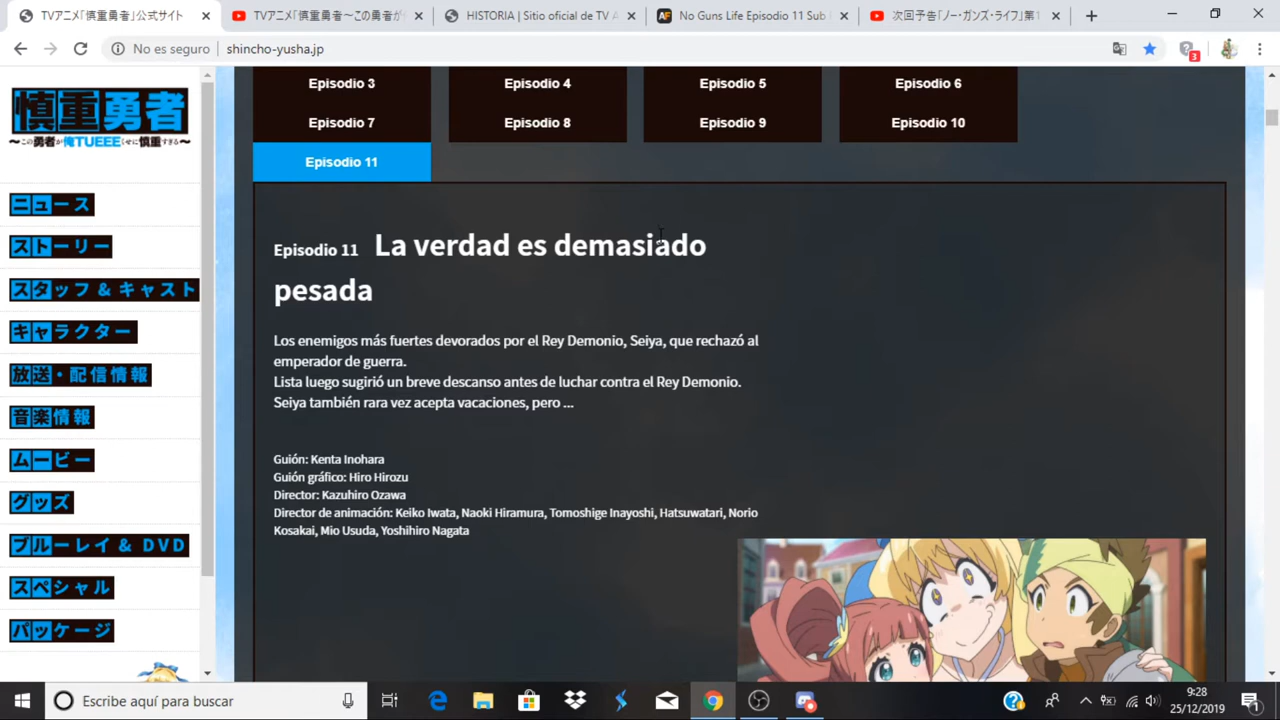 TVアニメ「慎重勇者」公式サイト
TVアニメ「慎重勇者～この勇者が
HISTORIA | Sitio oficial de TV A
No Guns Life Episodio 11 Sub
次回予告「ノー・ガンズ・ライフ」第1
No es seguro
shincho-yusha.jp
3
慎重勇者
～この勇者が俺TUEEEくせに慎重すぎる～
ニュース
ストーリー
スタッフ & キャスト
キャラクター
放送・配信情報
音楽情報
ムービー
グッズ
ブルーレイ & DVD
スペシャル
パッケージ
Episodio 3
Episodio 4
Episodio 5
Episodio 6
Episodio 7
Episodio 8
Episodio 9
Episodio 10
Episodio 11
Episodio 11 La verdad es demasiado
pesada
Los enemigos más fuertes devorados por el Rey Demonio, Seiya, que rechazó al
emperador de guerra.
Lista luego sugirió un breve descanso antes de luchar contra el Rey Demonio.
Seiya también rara vez acepta vacaciones, pero ...
Guión: Kenta Inohara
Guión gráfico: Hiro Hirozu
Director: Kazuhiro Ozawa
Director de animación: Keiko Iwata, Naoki Hiramura, Tomoshige Inayoshi, Hatsuwatari, Norio
Kosakai, Mio Usuda, Yoshihiro Nagata
Escribe aquí para buscar
9:28
25/12/2019
1